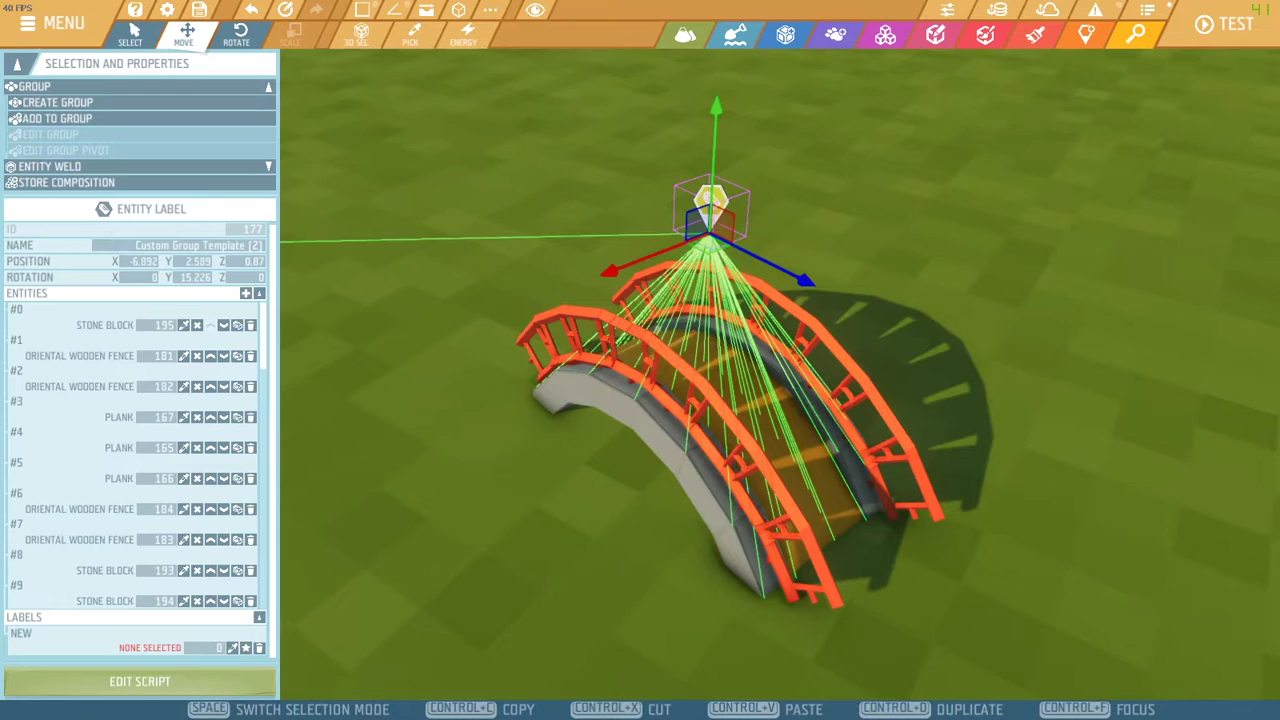 40 FPS
41
MENU
SELECT
MOVE
ROTATE
SCALE
3D SEL
PICK
ENERGY
TEST
SELECTION AND PROPERTIES
GROUP
CREATE GROUP
ADD TO GROUP
EDIT GROUP
EDIT GROUP PIVOT
ENTITY WELD
STORE COMPOSITION
ENTITY LABEL
ID 177
NAME Custom Group Template (2)
POSITION X -6.892 Y 2.589 Z 0.87
ROTATION X 0 Y 15.226 Z 0
ENTITIES
#0
STONE BLOCK 195
#1
ORIENTAL WOODEN FENCE 181
#2
ORIENTAL WOODEN FENCE 182
#3
PLANK 167
#4
PLANK 165
#5
PLANK 166
#6
ORIENTAL WOODEN FENCE 184
#7
ORIENTAL WOODEN FENCE 183
#8
STONE BLOCK 193
#9
STONE BLOCK 194
LABELS
NEW
NONE SELECTED 0
EDIT SCRIPT
SPACE SWITCH SELECTION MODE CONTROL+C COPY CONTROL+X CUT CONTROL+V PASTE CONTROL+D DUPLICATE CONTROL+F FOCUS